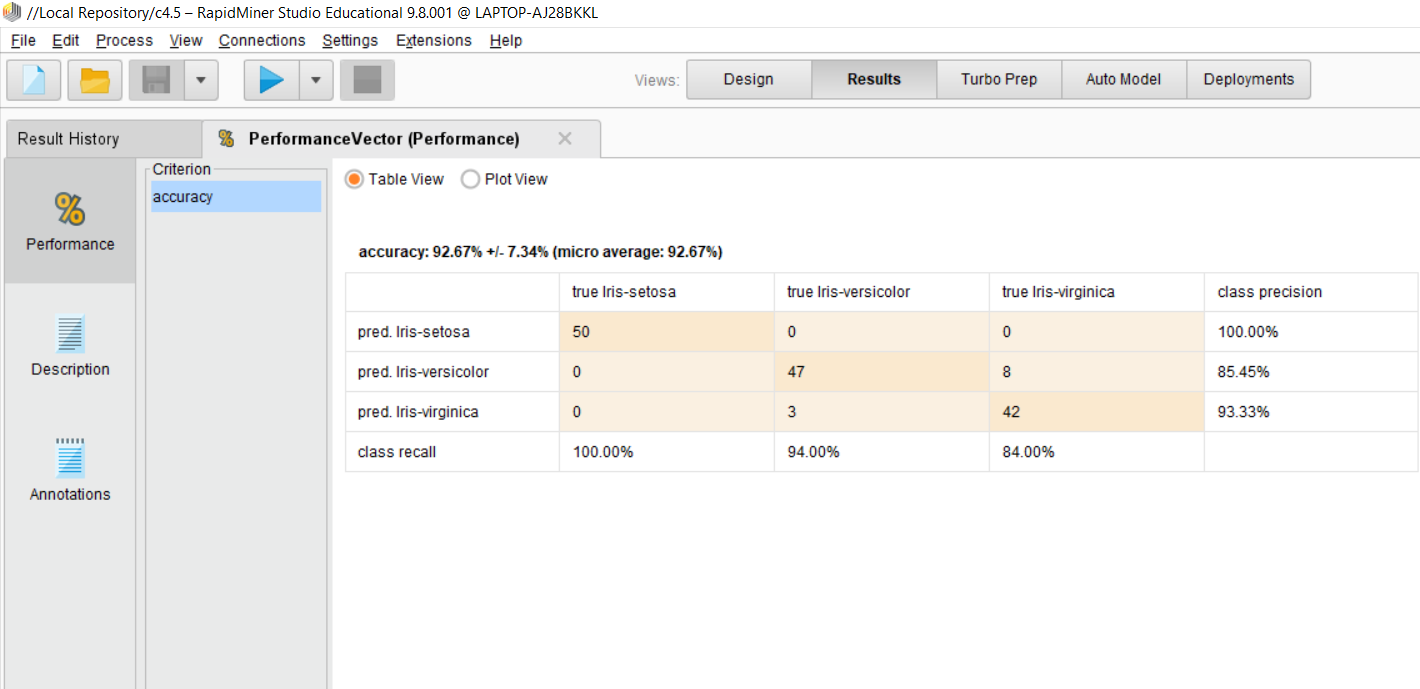 //Local Repository/c4.5 – RapidMiner Studio Educational 9.8.001 @ LAPTOP-AJ28BKKL
File Edit Process View Connections Settings Extensions Help
Views: Design Results Turbo Prep Auto Model Deployments
Result History % PerformanceVector (Performance)
Criterion
accuracy
%
Performance
Description
Annotations
Table View Plot View
accuracy: 92.67% +/- 7.34% (micro average: 92.67%)
true Iris-setosa true Iris-versicolor true Iris-virginica class precision
pred. Iris-setosa 50 0 0 100.00%
pred. Iris-versicolor 0 47 8 85.45%
pred. Iris-virginica 0 3 42 93.33%
class recall 100.00% 94.00% 84.00%